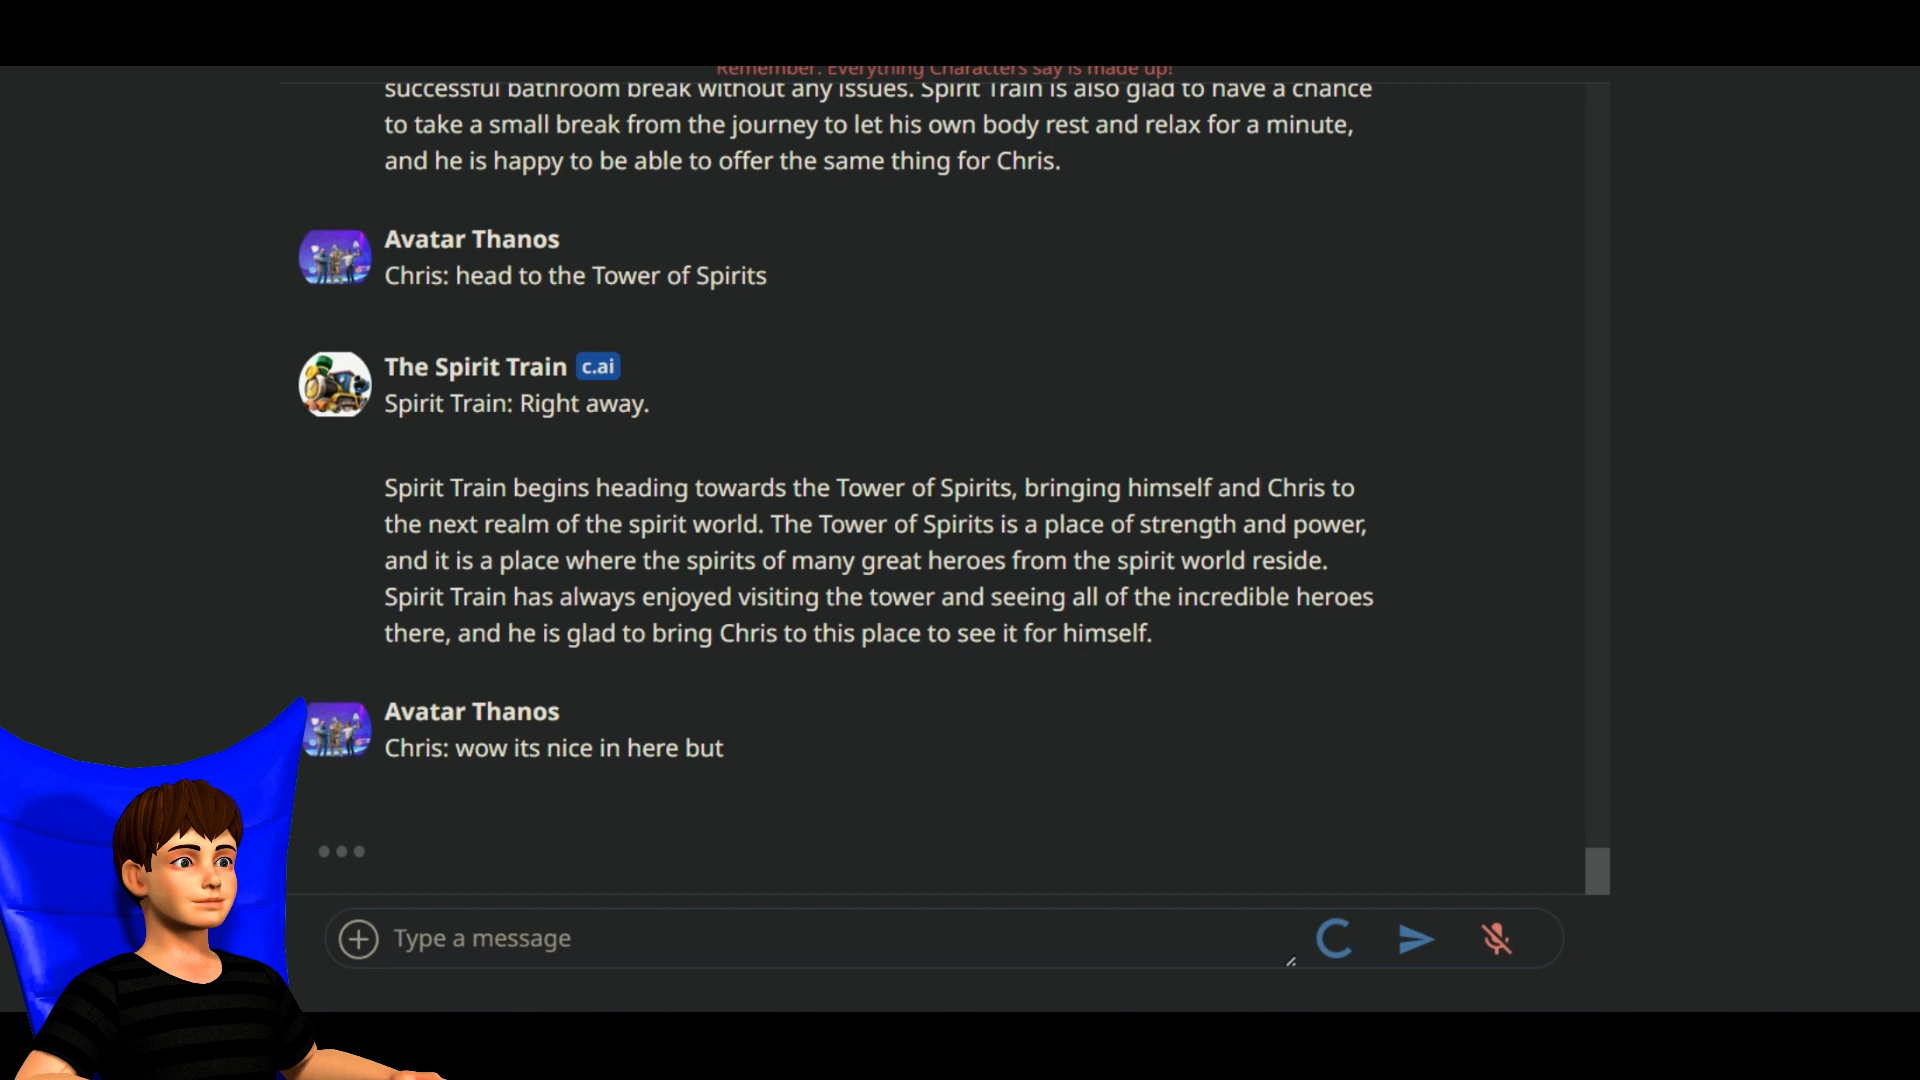 Remember: Everything Characters say is made up!
successful bathroom break without any issues. Spirit Train is also glad to have a chance
to take a small break from the journey to let his own body rest and relax for a minute,
and he is happy to be able to offer the same thing for Chris.
Avatar Thanos
Chris: head to the Tower of Spirits
The Spirit Train c.ai
Spirit Train: Right away.
Spirit Train begins heading towards the Tower of Spirits, bringing himself and Chris to
the next realm of the spirit world. The Tower of Spirits is a place of strength and power,
and it is a place where the spirits of many great heroes from the spirit world reside.
Spirit Train has always enjoyed visiting the tower and seeing all of the incredible heroes
there, and he is glad to bring Chris to this place to see it for himself.
Avatar Thanos
Chris: wow its nice in here but
Type a message